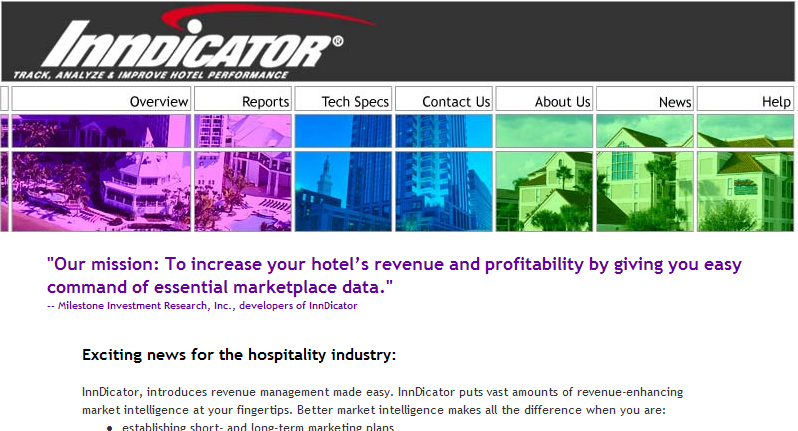 INNDICATOR®
TRACK, ANALYZE & IMPROVE HOTEL PERFORMANCE
Overview Reports Tech Specs Contact Us About Us News Help
"Our mission: To increase your hotel’s revenue and profitability by giving you easy
command of essential marketplace data."
-- Milestone Investment Research, Inc., developers of InnDicator
Exciting news for the hospitality industry:
InnDicator, introduces revenue management made easy. InnDicator puts vast amounts of revenue-enhancing
market intelligence at your fingertips. Better market intelligence makes all the difference when you are:
• establishing short- and long-term marketing plans